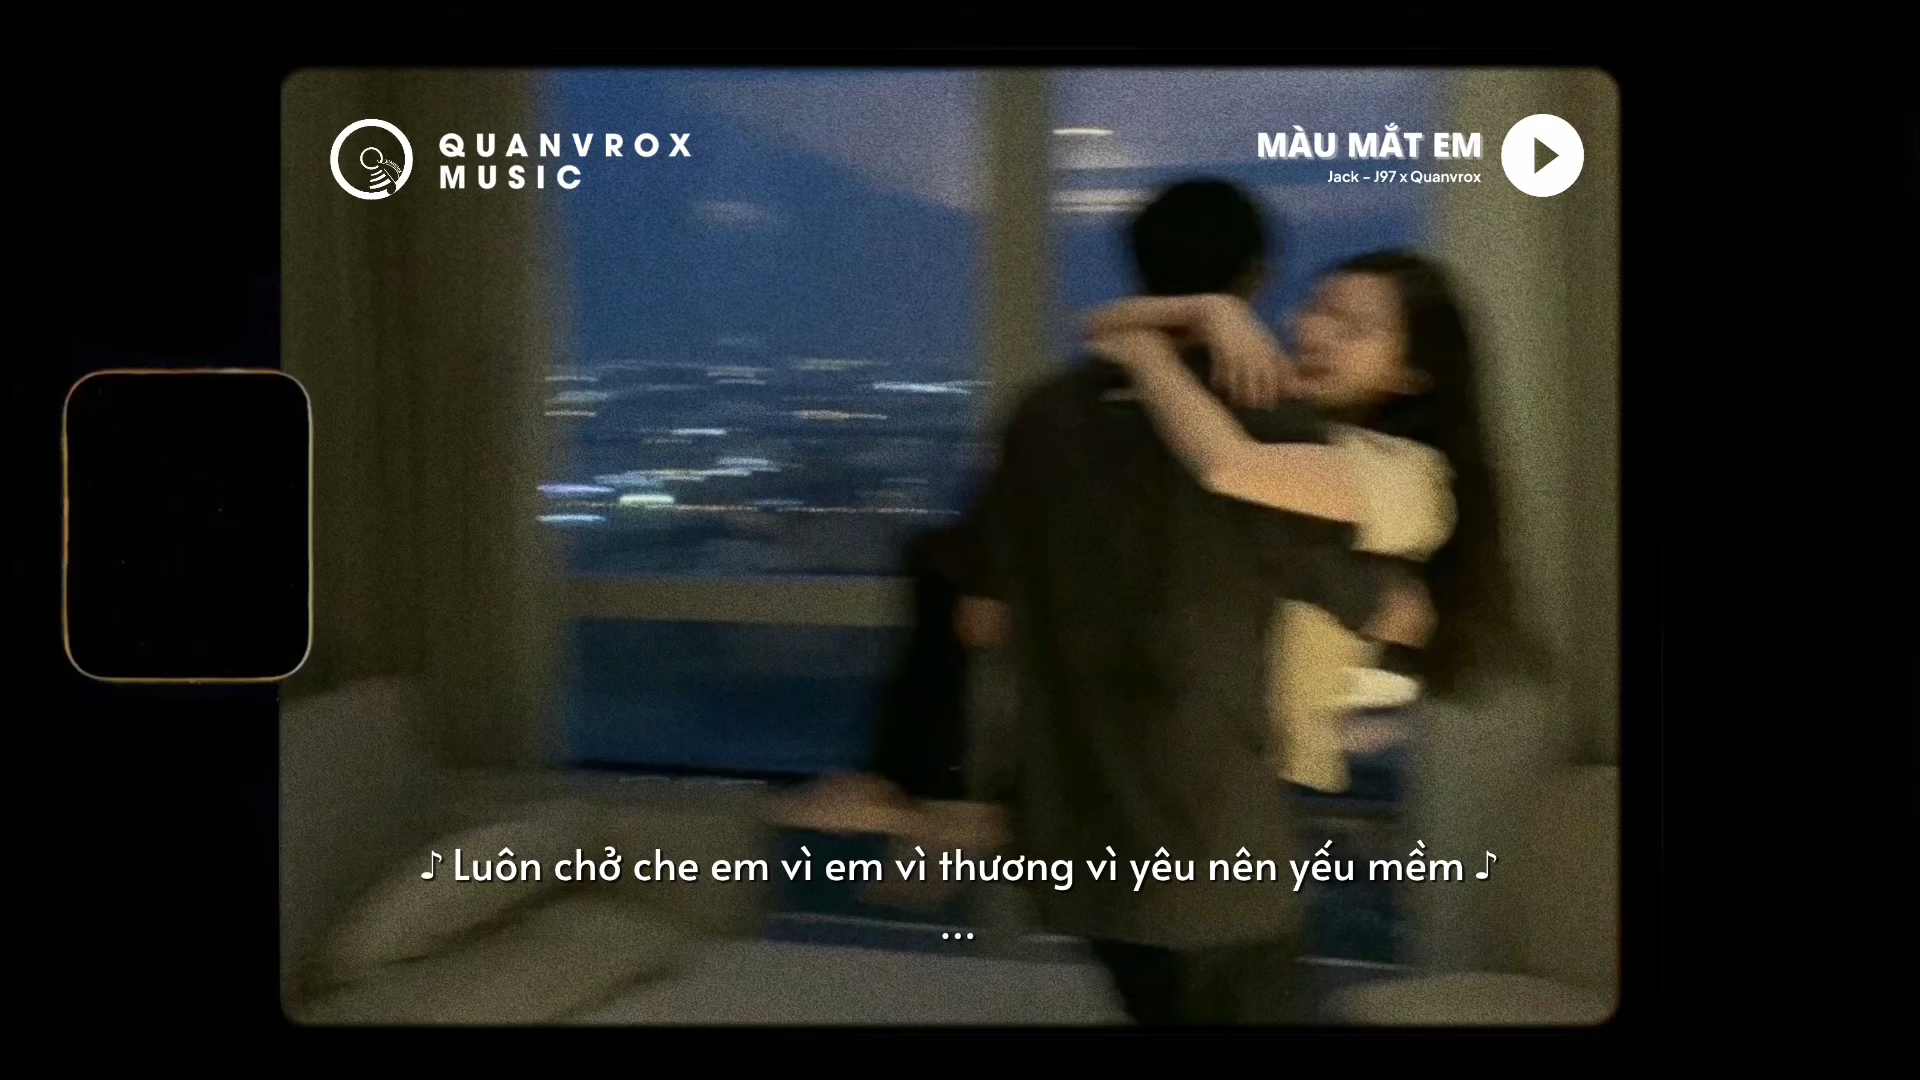 QUANVROX
MUSIC
MÀU MẮT EM
Jack – J97 x Quanvrox
♪ Luôn chở che em vì em vì thương vì yêu nên yếu mềm ♪
...